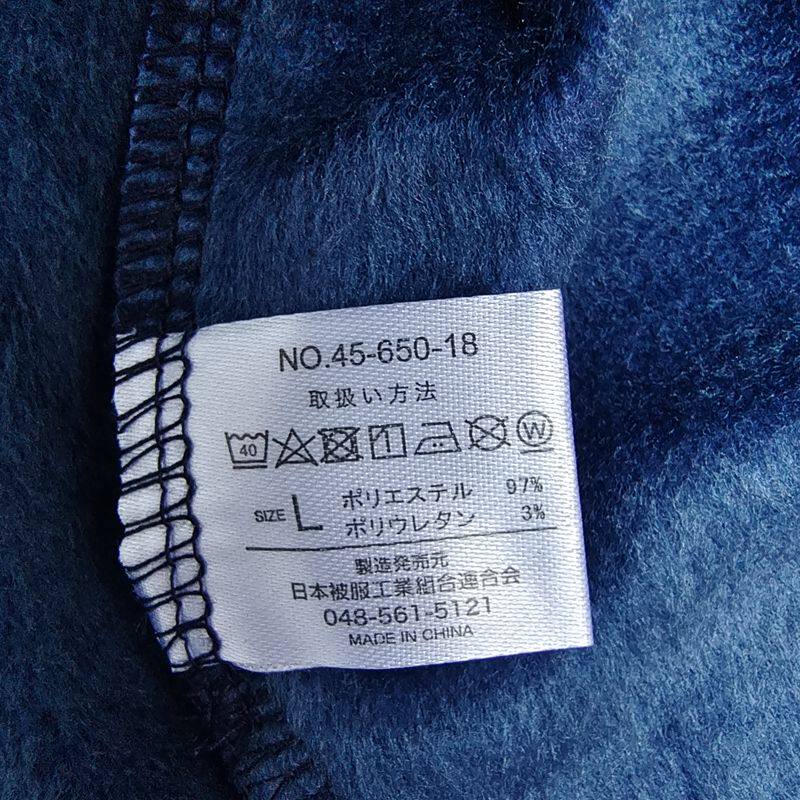 NO.45-650-18
取扱い方法
40 W
SIZE L ポリエステル 97%
ポリウレタン 3%
製造発売元
日本被服工業組合連合会
048-561-5121
MADE IN CHINA